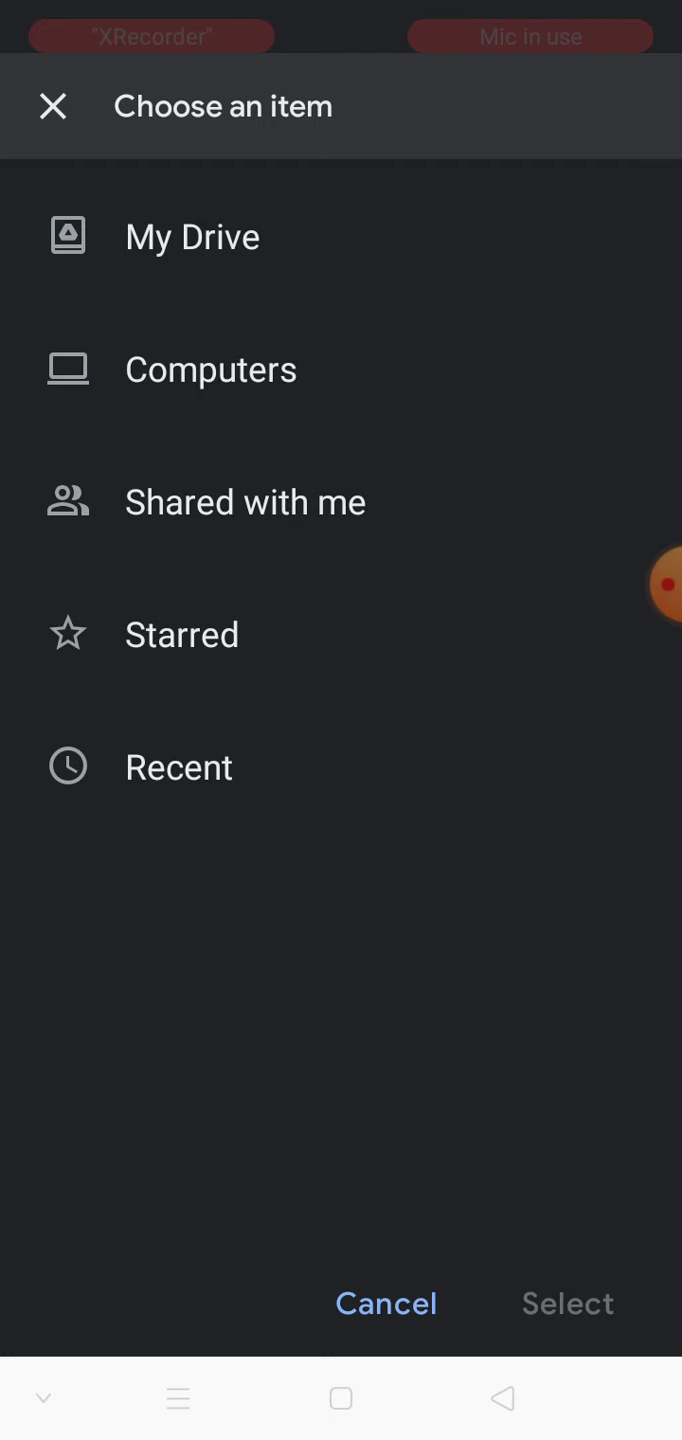 "XRecorder" Mic in use
Choose an item
My Drive
Computers
Shared with me
Starred
Recent
Cancel Select